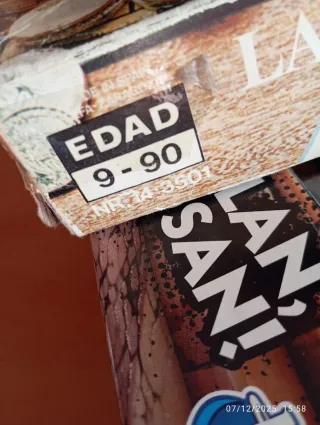 LA
EDAD
9 - 90
NR. 14-3501
LAN,
SAN!
07/12/2025 15:58